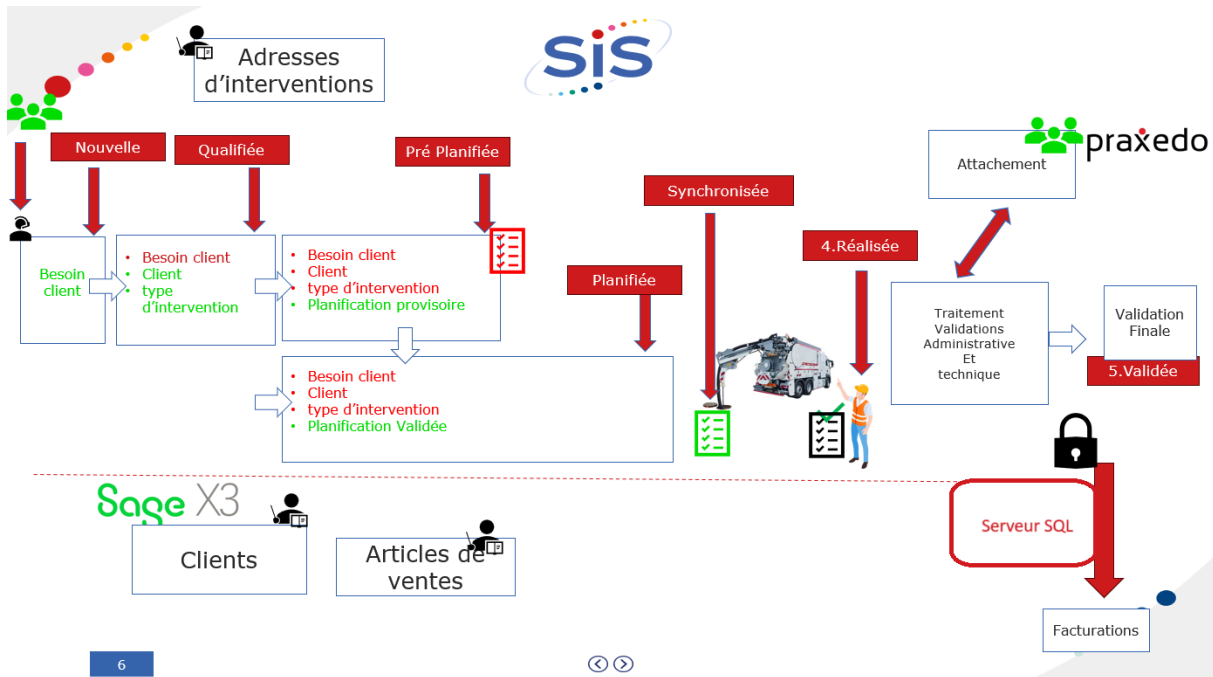 Adresses
d'interventions
SiS
praxedo
Nouvelle
Qualifiée
Pré Planifiée
Synchronisée
Attachement
4.Réalisée
Planifiée
Besoin
client
• Besoin client
• Client
• type
d'intervention
• Besoin client
• Client
• type d'intervention
• Planification provisoire
• Besoin client
• Client
• type d'intervention
• Planification Validée
Traitement
Validations
Administrative
Et
technique
Validation
Finale
5.Validée
Sage X3
Clients
Articles de
ventes
Serveur SQL
Facturations
6